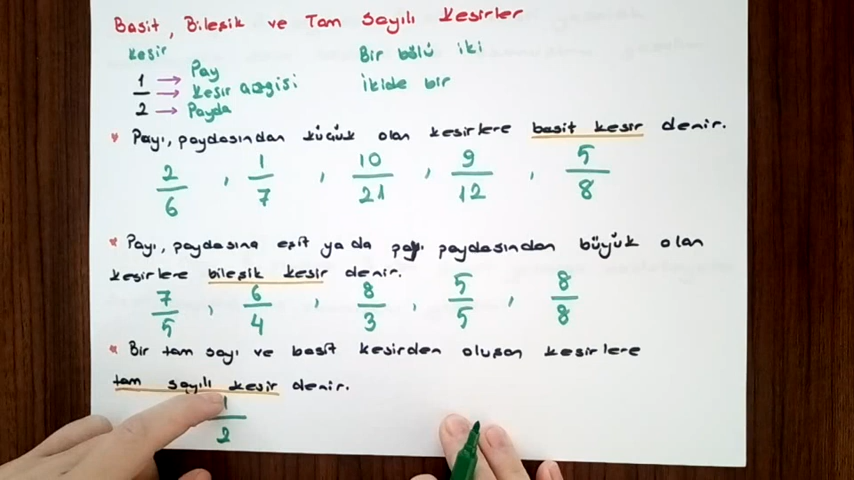 Basit, Bileşik ve Tam Sayılı Kesirler
Kesir
1 → Pay
→ Kesir çizgisi
2 → Payda
Bir bölü iki
İkide bir
* Payı, paydasından küçük olan kesirlere basit kesir denir.
2/6 , 1/7 , 10/21 , 9/12 , 5/8
* Payı, paydasına eşit ya da payı paydasından büyük olan
kesirlere bileşik kesir denir.
7/5 , 6/4 , 8/3 , 5/5 , 8/8
* Bir tam sayı ve basit kesirden oluşan kesirlere
tam sayılı kesir denir.
1/2